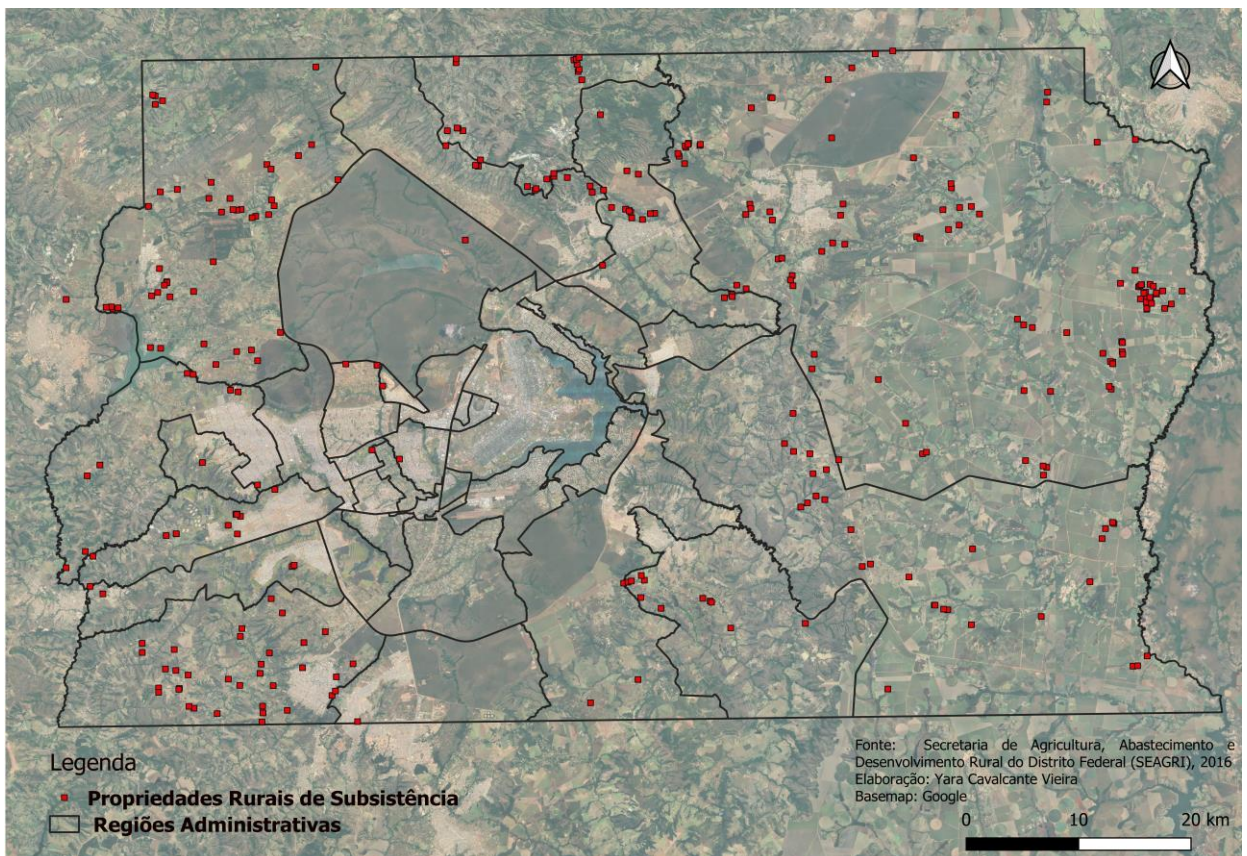 Legenda
Propriedades Rurais de Subsistência
Regiões Administrativas
Fonte: Secretaria de Agricultura, Abastecimento e
Desenvolvimento Rural do Distrito Federal (SEAGRI), 2016
Elaboração: Yara Cavalcante Vieira
Basemap: Google
0 10 20 km